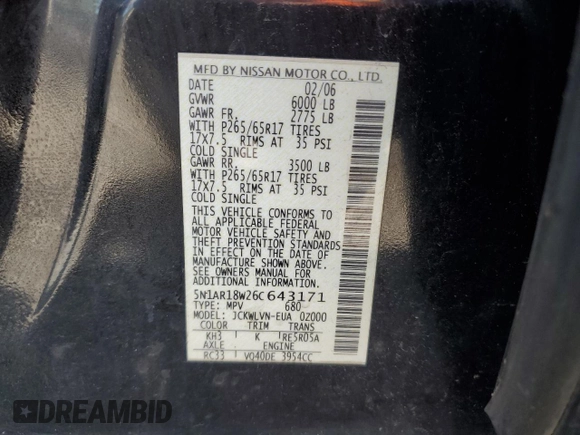 MFD BY NISSAN MOTOR CO., LTD.
DATE 02/06
GVWR 6000 LB
GAWR FR. 2775 LB
WITH P265/65R17 TIRES
17X7.5 RIMS AT 35 PSI
COLD SINGLE
GAWR RR. 3500 LB
WITH P265/65R17 TIRES
17X7.5 RIMS AT 35 PSI
COLD SINGLE
THIS VEHICLE CONFORMS TO
ALL APPLICABLE FEDERAL
MOTOR VEHICLE SAFETY AND
THEFT PREVENTION STANDARDS
IN EFFECT ON THE DATE OF
MANUFACTURE SHOWN ABOVE.
SEE OWNERS MANUAL FOR
ADDITIONAL INFORMATION
5N1AR18W26C643171
TYPE: MPV 680
MODEL: JCKWLVN-EUA 0Z000
COLOR TRIM TRANS
KH3 K RE5R05A
AXLE ENGINE
RC33 VQ40DE 3954CC
DREAMBID